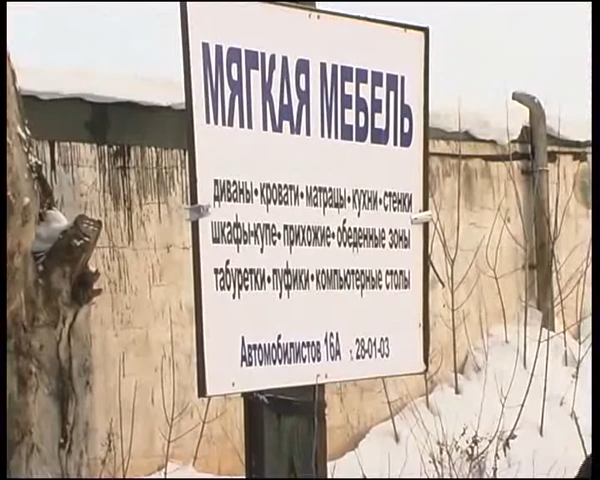 МЯГКАЯ МЕБЕЛЬ
диваны•кровати•матрацы•кухни•стенки
шкафы-купе•прихожие•обеденные зоны
табуретки•пуфики•компьютерные столы
Автомобилистов 16А т. 28-01-03